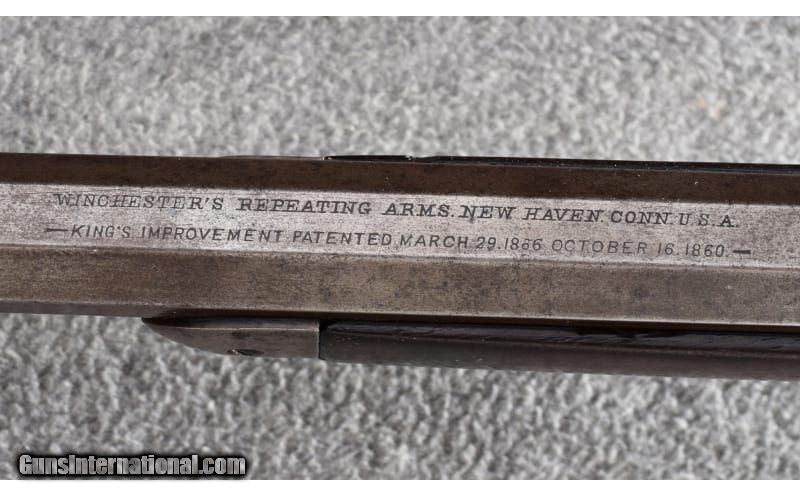 WINCHESTER'S REPEATING ARMS. NEW HAVEN. CONN. U.S.A.
— KING'S IMPROVEMENT PATENTED MARCH 29. 1866 OCTOBER 16. 1860. —
GunsInternational.com